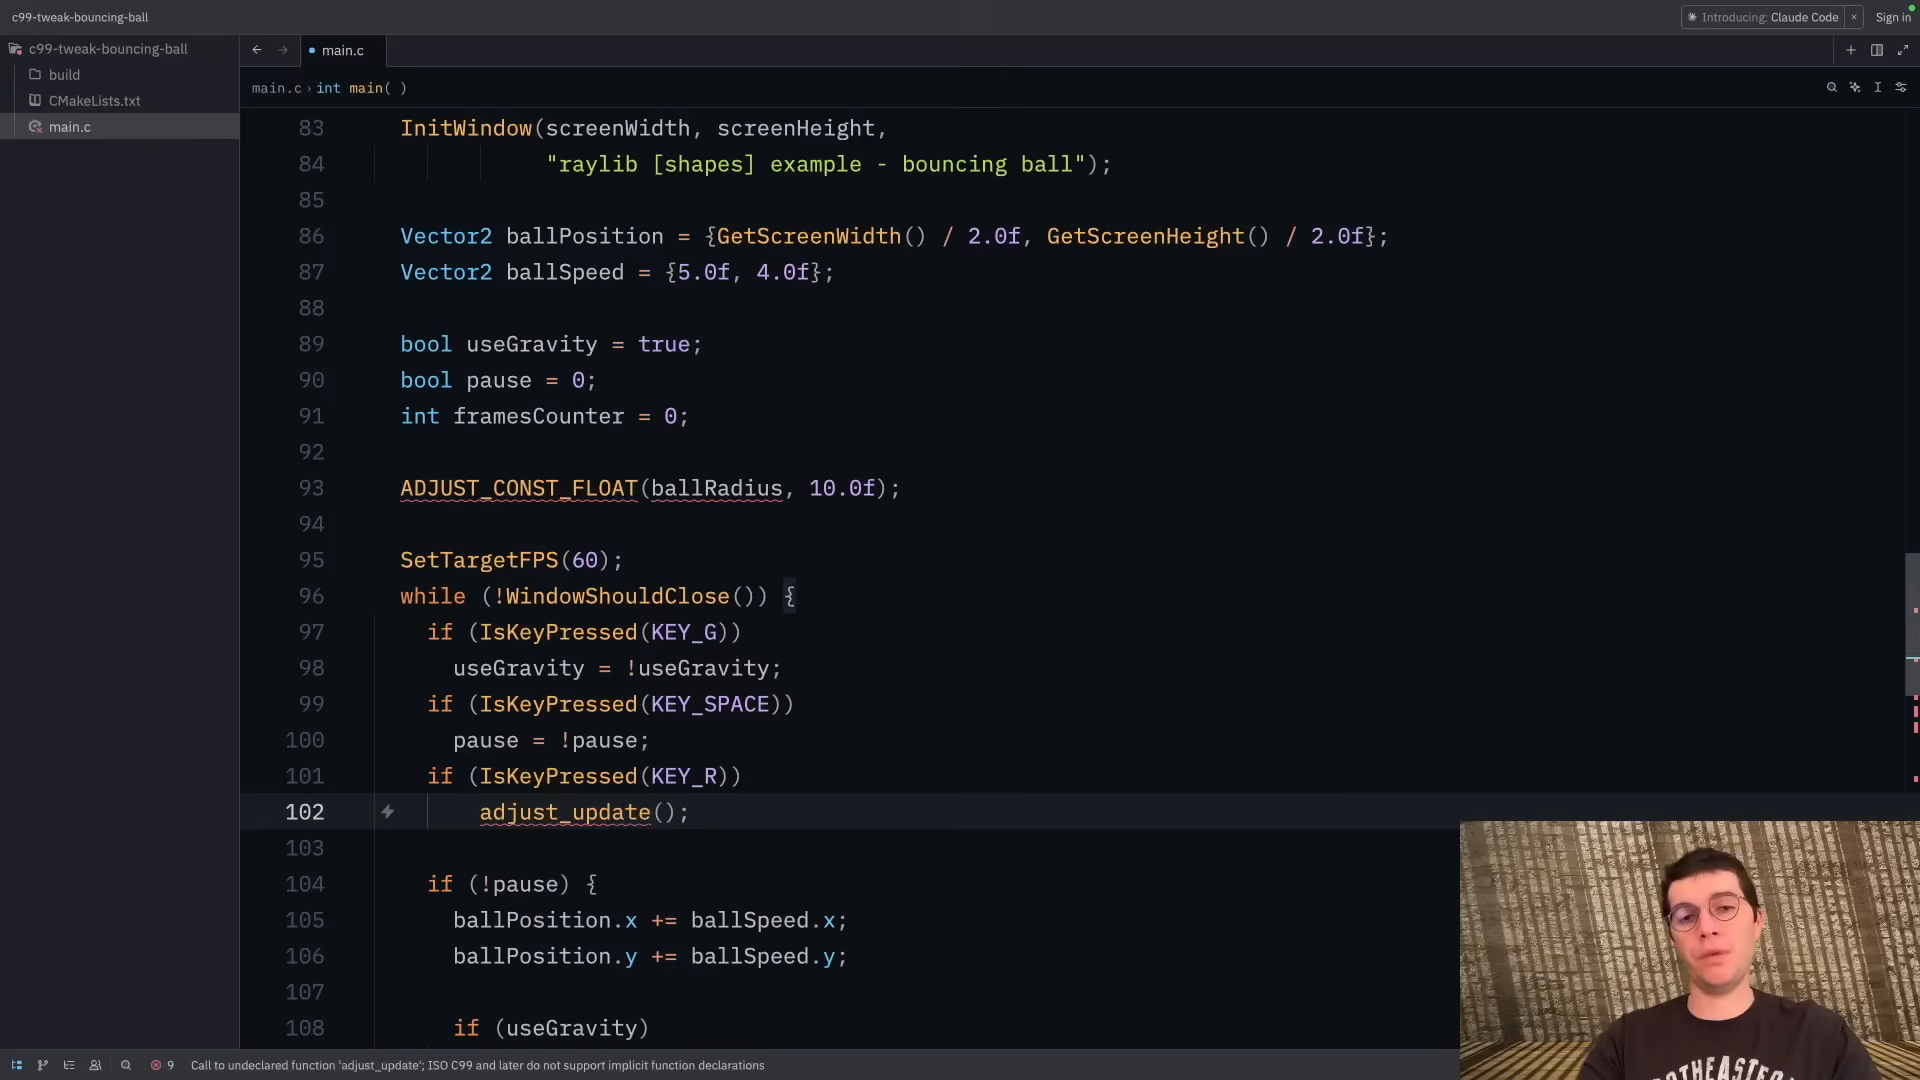 c99-tweak-bouncing-ball
Introducing: Claude Code
Sign in
c99-tweak-bouncing-ball
build
CMakeLists.txt
main.c
main.c
main.c › int main( )
83 InitWindow(screenWidth, screenHeight,
84 "raylib [shapes] example - bouncing ball");
85
86 Vector2 ballPosition = {GetScreenWidth() / 2.0f, GetScreenHeight() / 2.0f};
87 Vector2 ballSpeed = {5.0f, 4.0f};
88
89 bool useGravity = true;
90 bool pause = 0;
91 int framesCounter = 0;
92
93 ADJUST_CONST_FLOAT(ballRadius, 10.0f);
94
95 SetTargetFPS(60);
96 while (!WindowShouldClose()) {
97 if (IsKeyPressed(KEY_G))
98 useGravity = !useGravity;
99 if (IsKeyPressed(KEY_SPACE))
100 pause = !pause;
101 if (IsKeyPressed(KEY_R))
102 adjust_update();
103
104 if (!pause) {
105 ballPosition.x += ballSpeed.x;
106 ballPosition.y += ballSpeed.y;
107
108 if (useGravity)
9 Call to undeclared function 'adjust_update'; ISO C99 and later do not support implicit function declarations